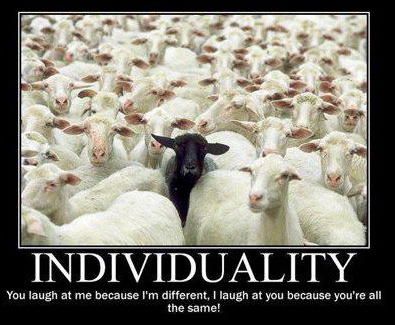 INDIVIDUALITY
You laugh at me because I'm different, I laugh at you because you're all
the same!